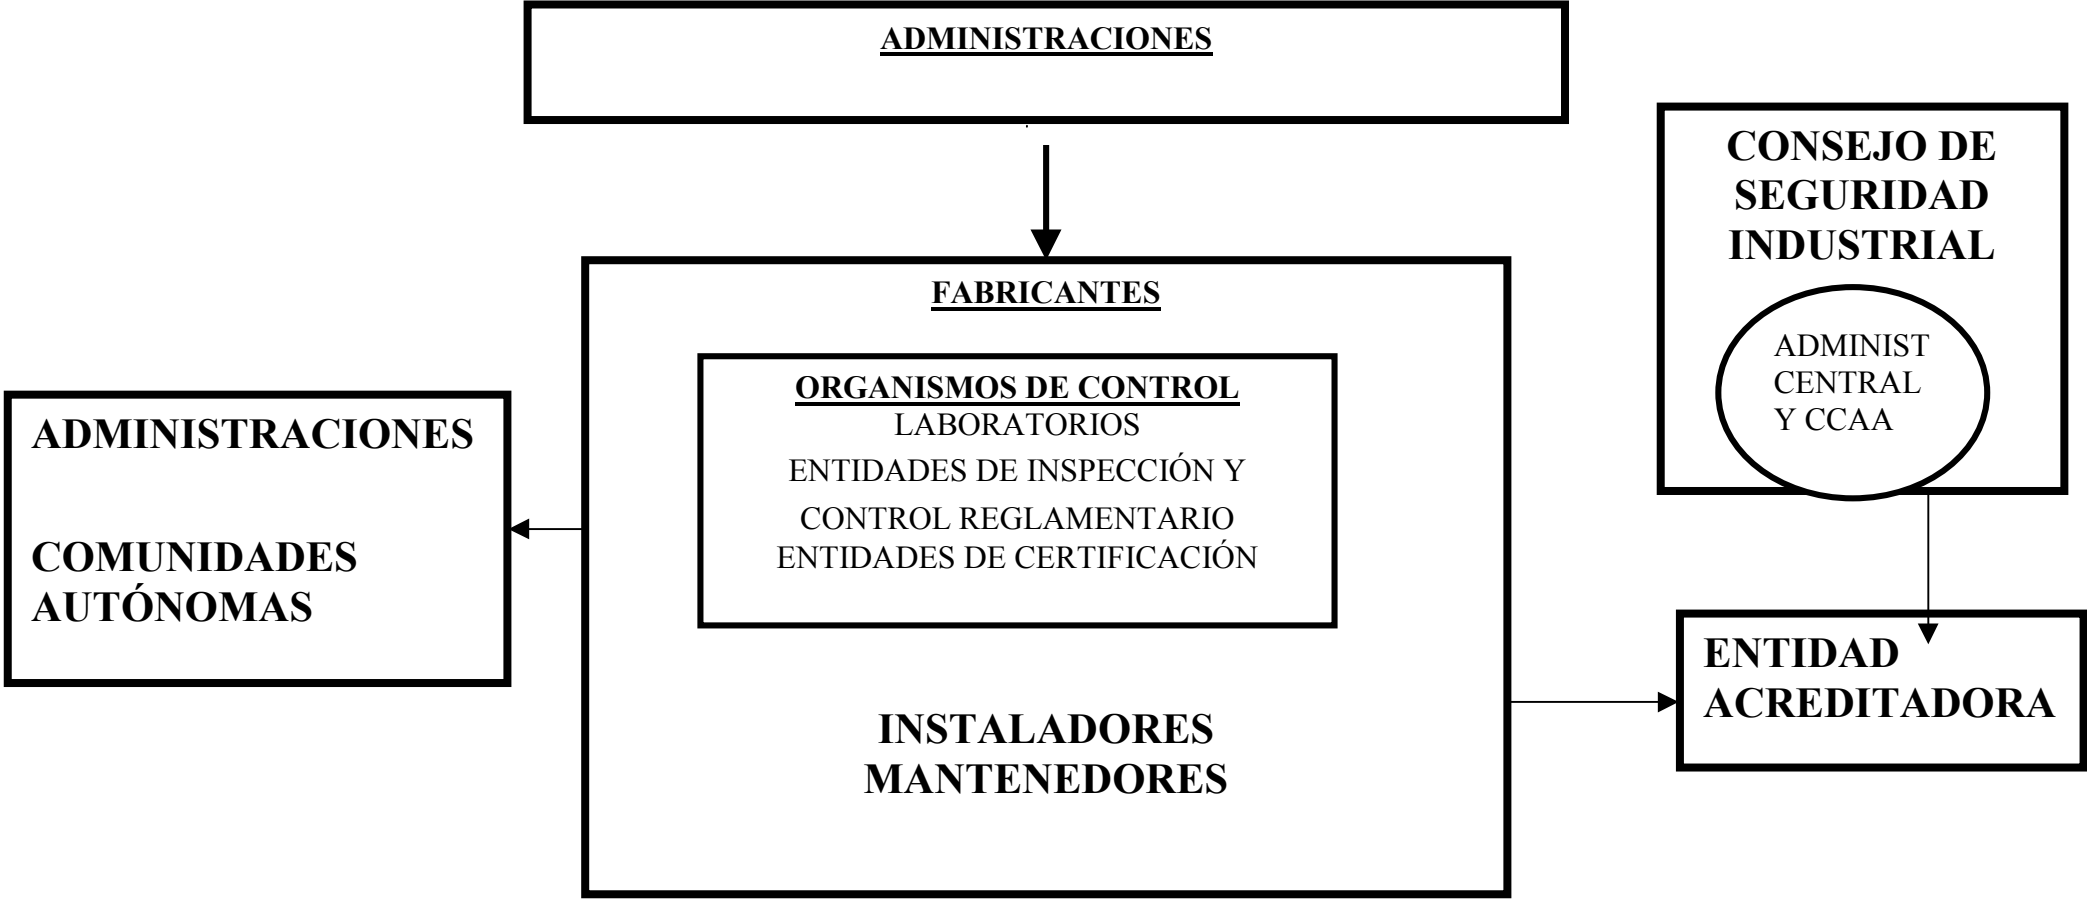 ADMINISTRACIONES
CONSEJO DE
SEGURIDAD
INDUSTRIAL
ADMINIST
CENTRAL
Y CCAA
FABRICANTES
ORGANISMOS DE CONTROL
LABORATORIOS
ENTIDADES DE INSPECCIÓN Y
CONTROL REGLAMENTARIO
ENTIDADES DE CERTIFICACIÓN
INSTALADORES
MANTENEDORES
ADMINISTRACIONES
COMUNIDADES
AUTÓNOMAS
ENTIDAD
ACREDITADORA